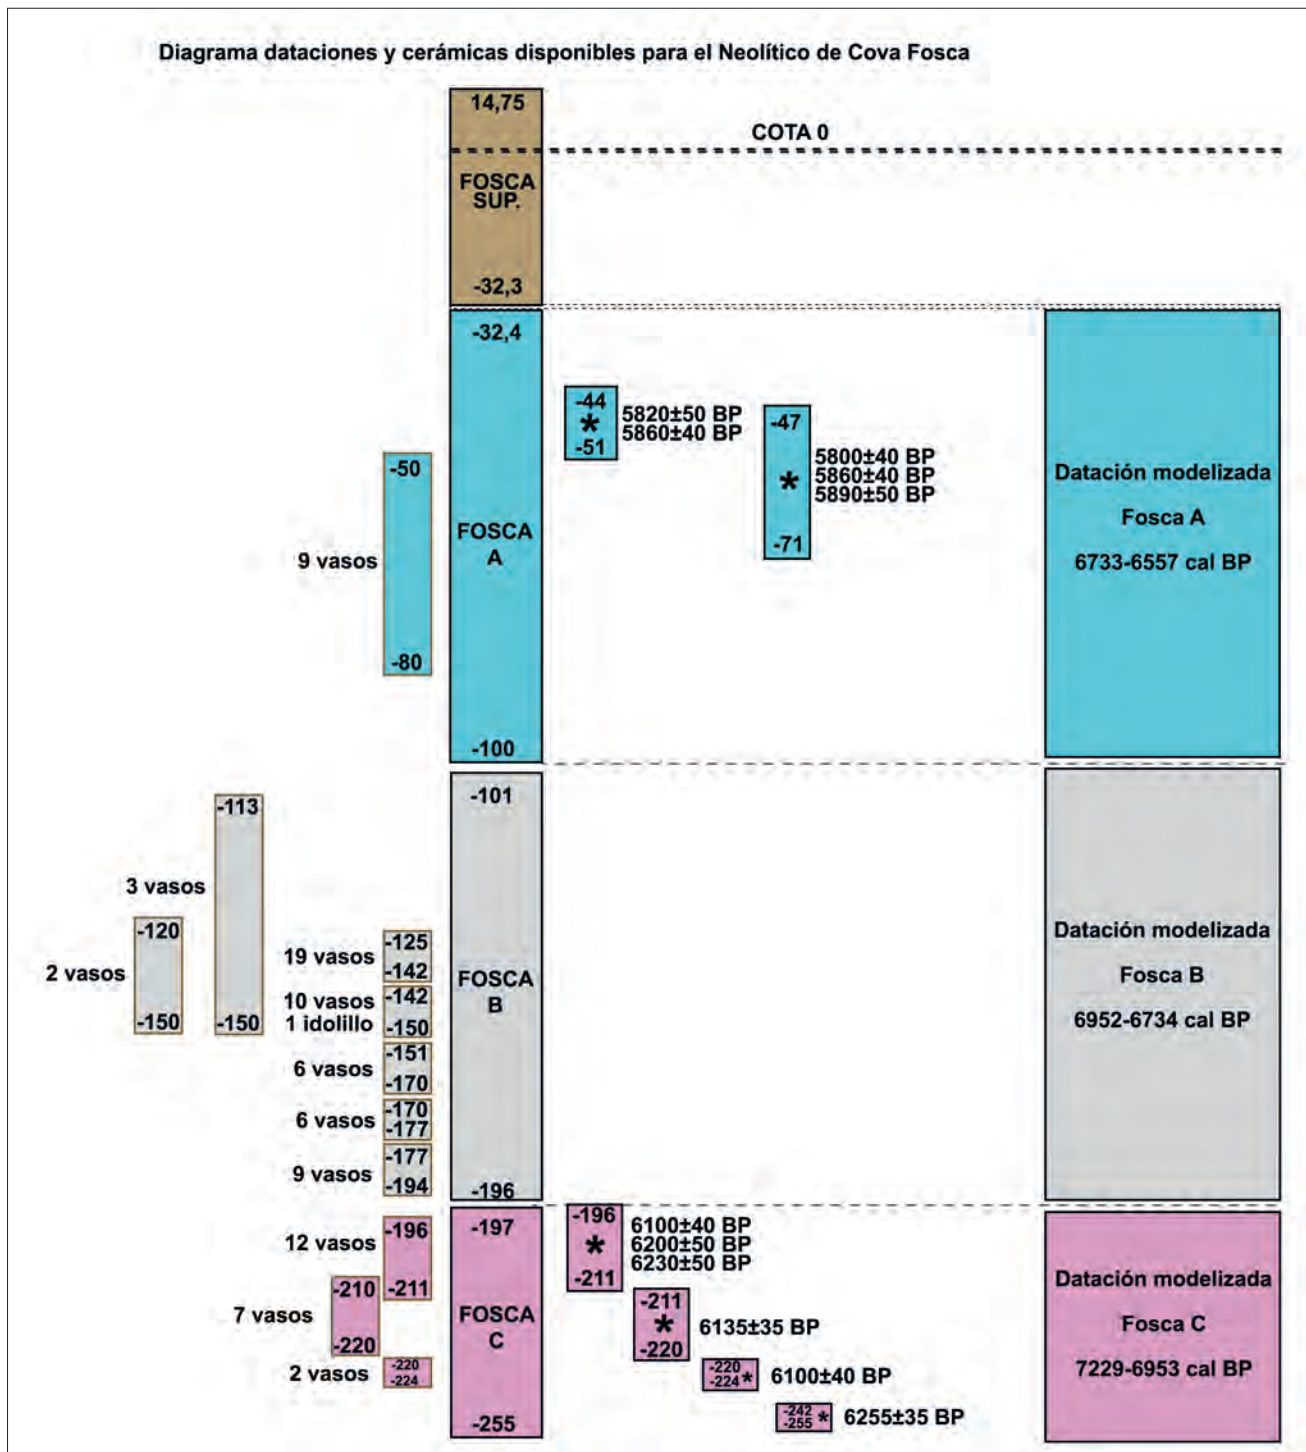 Diagrama dataciones y cerámicas disponibles para el Neolítico de Cova Fosca
14,75
COTA 0
FOSCA
SUP.
-32,3
-32,4
-44
-51
5820±50 BP
5860±40 BP
-47
-71
5800±40 BP
5860±40 BP
5890±50 BP
-50
-80
9 vasos
FOSCA
A
-100
Datación modelizada
Fosca A
6733-6557 cal BP
-101
-113
-150
3 vasos
-120
-150
2 vasos
-125
-142
19 vasos
-142
-150
10 vasos
1 idolillo
-151
-170
6 vasos
-170
-177
6 vasos
-177
-194
9 vasos
FOSCA
B
-196
Datación modelizada
Fosca B
6952-6734 cal BP
-197
-196
-211
12 vasos
-210
-220
7 vasos
-220
-224
2 vasos
FOSCA
C
-255
-196
*
-211
6100±40 BP
6200±50 BP
6230±50 BP
-211
*
-220
6135±35 BP
-220
-224 *
6100±40 BP
-242
-255 *
6255±35 BP
Datación modelizada
Fosca C
7229-6953 cal BP